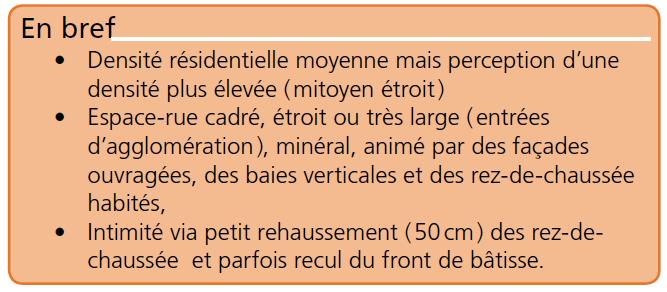 En bref
• Densité résidentielle moyenne mais perception d’une
densité plus élevée (mitoyen étroit)
• Espace-rue cadré, étroit ou très large (entrées
d’agglomération), minéral, animé par des façades
ouvragées, des baies verticales et des rez-de-chaussée
habités,
• Intimité via petit rehaussement (50 cm) des rez-de-
chaussée et parfois recul du front de bâtisse.